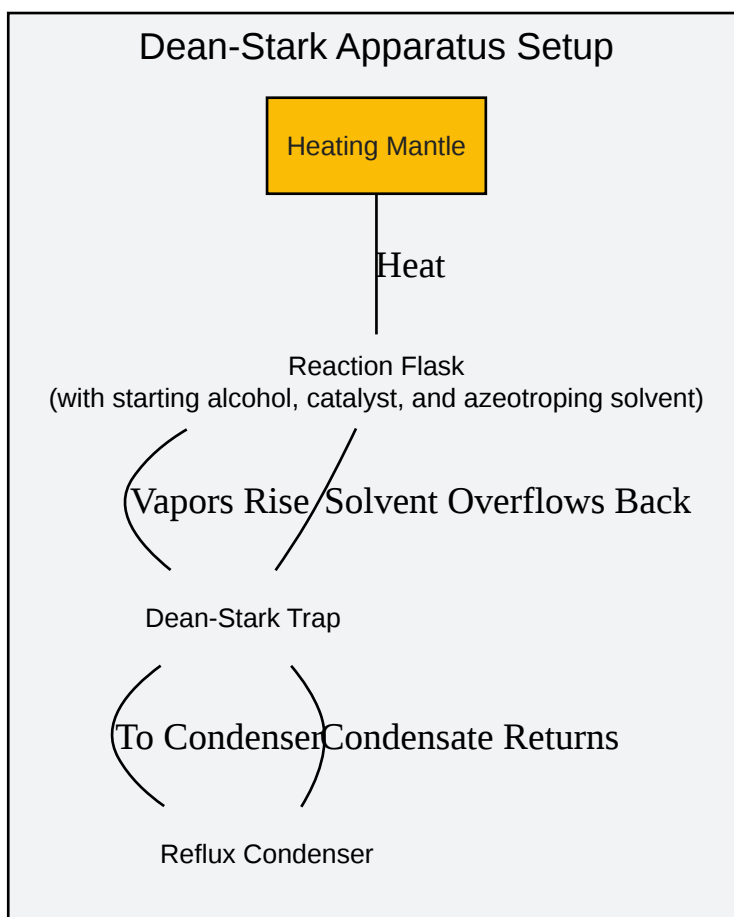 Dean-Stark Apparatus Setup
Heating Mantle
Heat
Reaction Flask
(with starting alcohol, catalyst, and azeotroping solvent)
Vapors Rise
Solvent Overflows Back
Dean-Stark Trap
To Condenser
Condensate Returns
Reflux Condenser